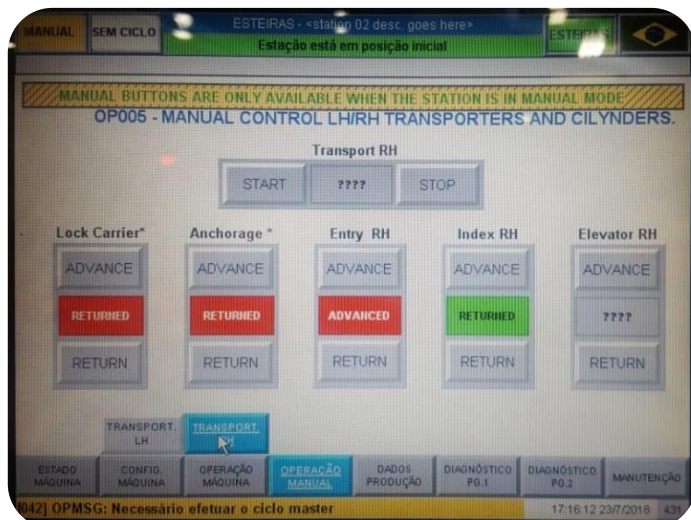 MANUAL
SEM CICLO
ESTEIRAS - <station 02 desc. goes here>
Estação está em posição inicial
ESTEIRAS
MANUAL BUTTONS ARE ONLY AVAILABLE WHEN THE STATION IS IN MANUAL MODE
OP005 - MANUAL CONTROL LH/RH TRANSPORTERS AND CILYNDERS.
Transport RH
START ???? STOP
Lock Carrier* Anchorage * Entry RH Index RH Elevator RH
ADVANCE ADVANCE ADVANCE ADVANCE ADVANCE
RETURNED RETURNED ADVANCED RETURNED ????
RETURN RETURN RETURN RETURN RETURN
TRANSPORT. LH
TRANSPORT. RH
ESTADO MÁQUINA
CONFIG. MÁQUINA
OPERAÇÃO MÁQUINA
OPERAÇÃO MANUAL
DADOS PRODUÇÃO
DIAGNÓSTICO PG.1
DIAGNÓSTICO PG.2
MANUTENÇÃO
[042] OPMSG: Necessário efetuar o ciclo master
17:16:12 23/7/2018 431